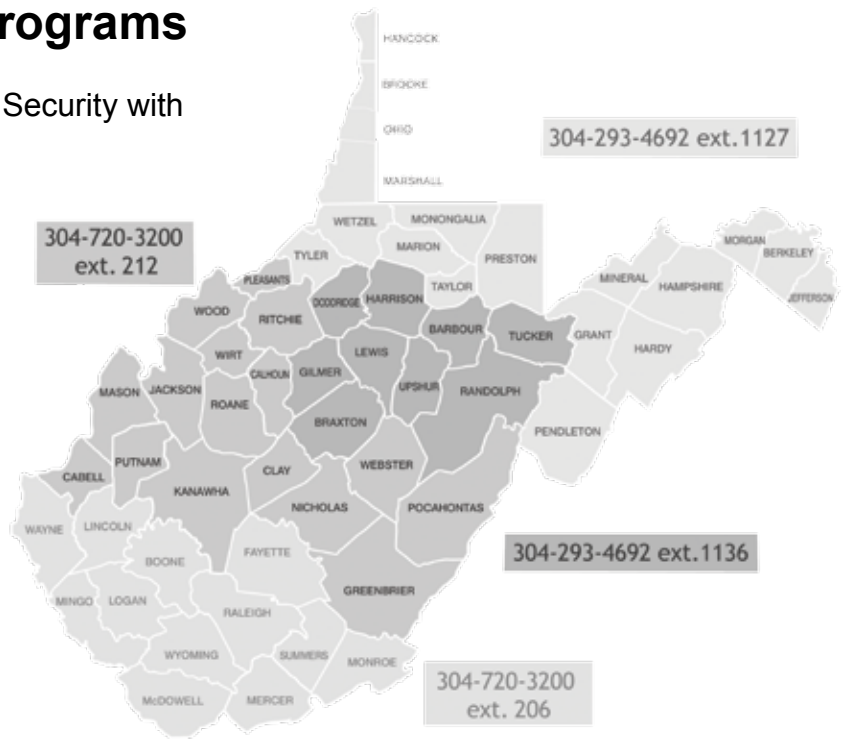 rograms
Security with
HANCOCK
BROOKE
OHIO
304-293-4692 ext.1127
MARSHALL
WETZEL
MONONGALIA
304-720-3200
ext. 212
TYLER
MARION
PRESTON
MORGAN
BERKELEY
PLEASANTS
TAYLOR
MINERAL
HAMPSHIRE
JEFFERSON
WOOD
RITCHIE
DODDRIDGE
HARRISON
BARBOUR
TUCKER
GRANT
HARDY
WIRT
LEWIS
CALHOUN
GILMER
UPSHUR
RANDOLPH
MASON
JACKSON
ROANE
BRAXTON
PENDLETON
CABELL
PUTNAM
KANAWHA
CLAY
WEBSTER
NICHOLAS
POCAHONTAS
WAYNE
LINCOLN
BOONE
FAYETTE
304-293-4692 ext.1136
GREENBRIER
MINGO
LOGAN
RALEIGH
WYOMING
SUMMERS
MONROE
McDOWELL
MERCER
304-720-3200
ext. 206